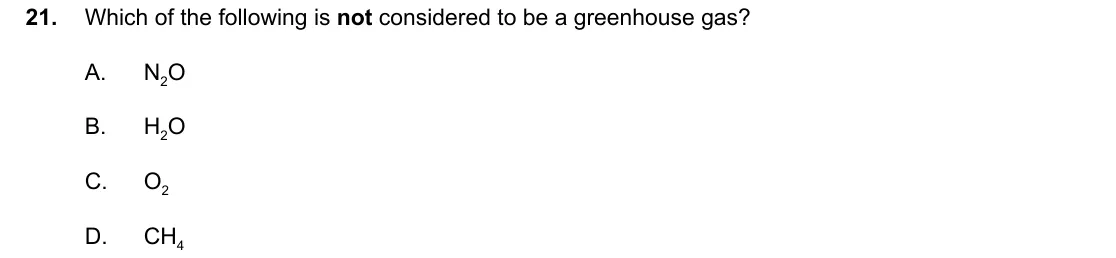 21. Which of the following is not considered to be a greenhouse gas?
A. N₂O
B. H₂O
C. O₂
D. CH₄